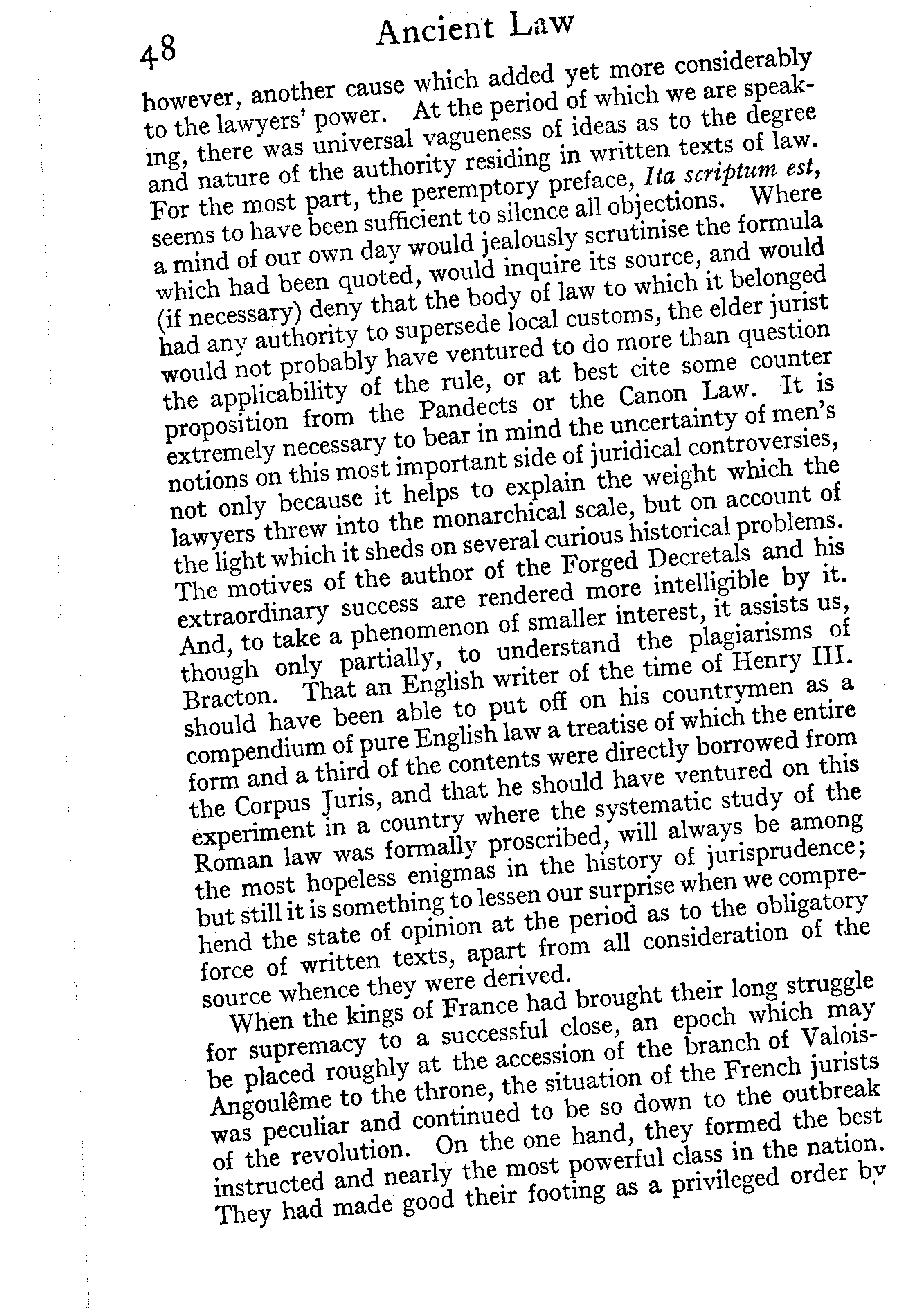 48 Ancient Law
however, another cause which added yet more considerably
to the lawyers' power. At the period of which we are speak-
ing, there was universal vagueness of ideas as to the degree
and nature of the authority residing in written texts of law.
For the most part, the peremptory preface, Ita scriptum est,
seems to have been sufficient to silence all objections. Where
a mind of our own day would jealously scrutinise the formula
which had been quoted, would inquire its source, and would
(if necessary) deny that the body of law to which it belonged
had any authority to supersede local customs, the elder jurist
would not probably have ventured to do more than question
the applicability of the rule, or at best cite some counter
proposition from the Pandects or the Canon Law. It is
extremely necessary to bear in mind the uncertainty of men's
notions on this most important side of juridical controversies,
not only because it helps to explain the weight which the
lawyers threw into the monarchical scale, but on account of
the light which it sheds on several curious historical problems.
The motives of the author of the Forged Decretals and his
extraordinary success are rendered more intelligible by it.
And, to take a phenomenon of smaller interest, it assists us,
though only partially, to understand the plagiarisms of
Bracton. That an English writer of the time of Henry III.
should have been able to put off on his countrymen as a
compendium of pure English law a treatise of which the entire
form and a third of the contents were directly borrowed from
the Corpus Juris, and that he should have ventured on this
experiment in a country where the systematic study of the
Roman law was formally proscribed, will always be among
the most hopeless enigmas in the history of jurisprudence;
but still it is something to lessen our surprise when we compre-
hend the state of opinion at the period as to the obligatory
force of written texts, apart from all consideration of the
source whence they were derived.
When the kings of France had brought their long struggle
for supremacy to a successful close, an epoch which may
be placed roughly at the accession of the branch of Valois-
Angoulême to the throne, the situation of the French jurists
was peculiar and continued to be so down to the outbreak
of the revolution. On the one hand, they formed the best
instructed and nearly the most powerful class in the nation.
They had made good their footing as a privileged order by